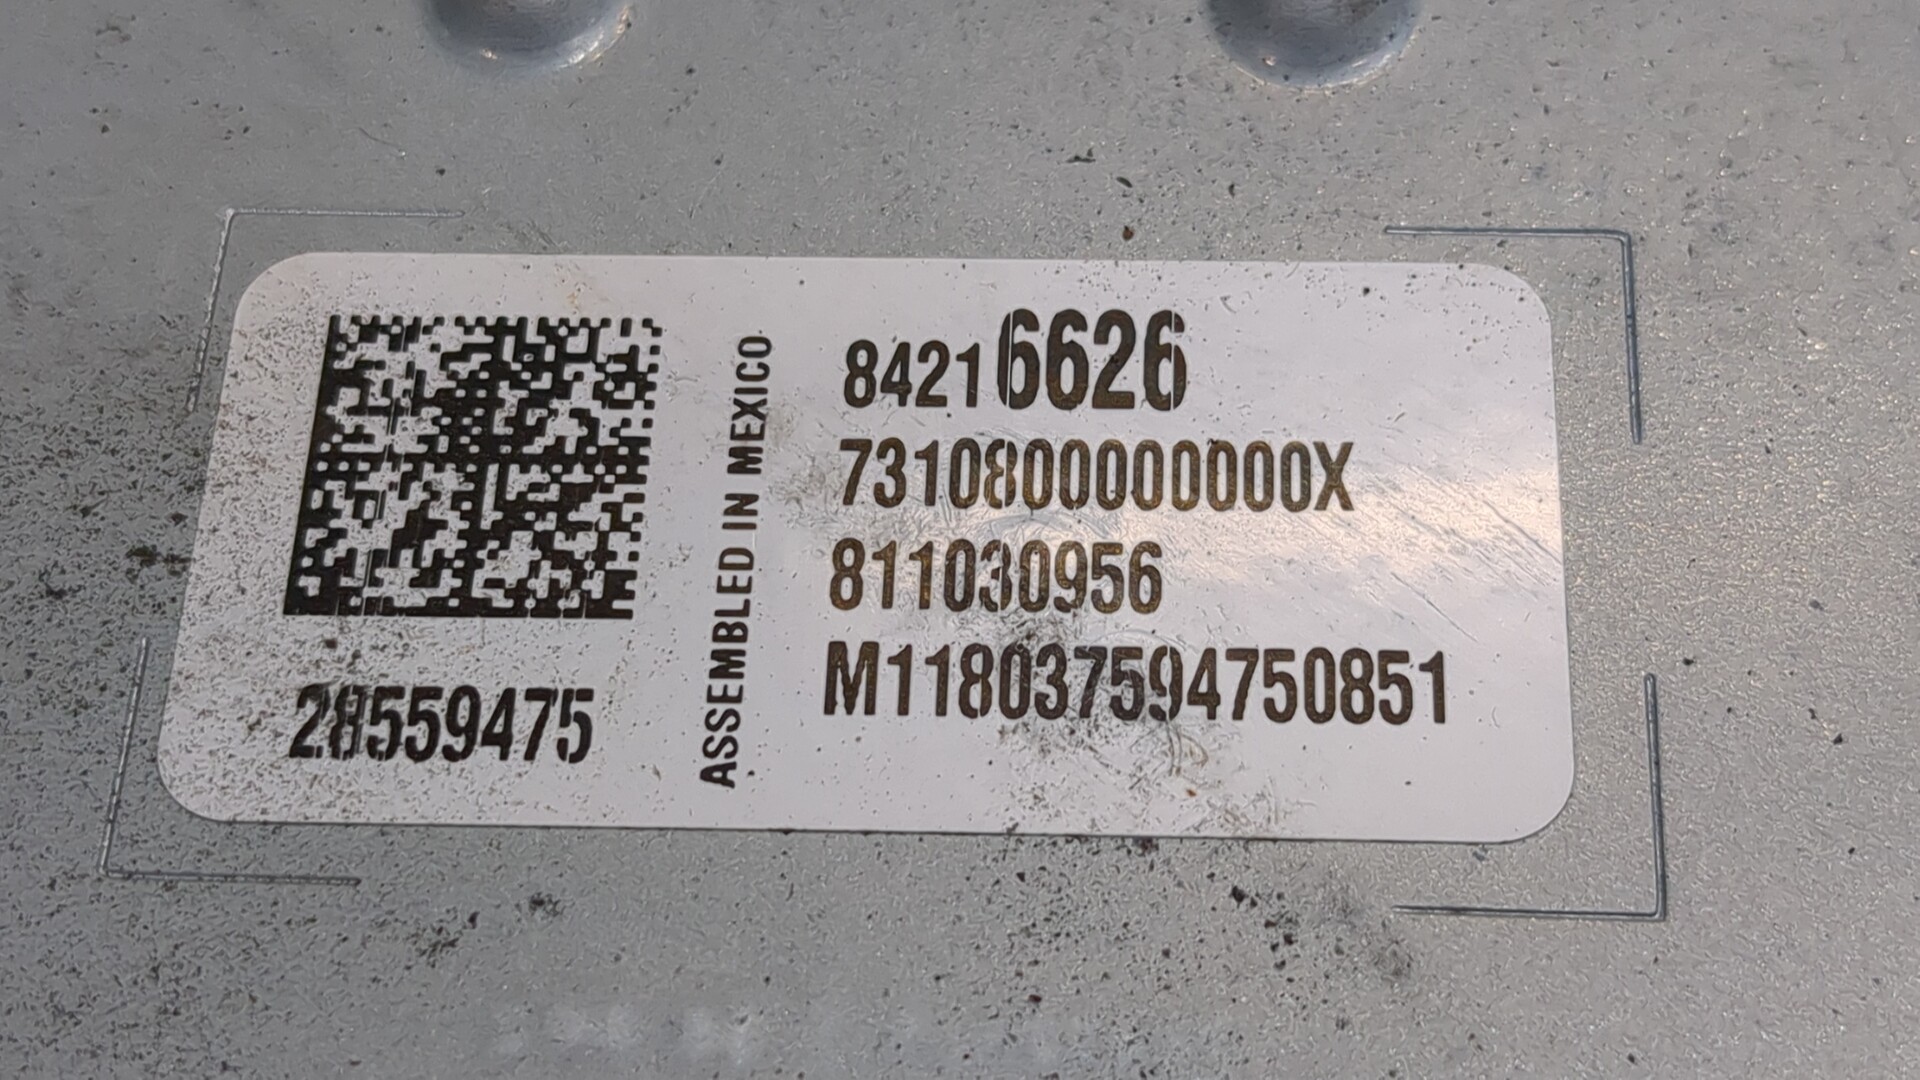 84216626
7310800000000X
811030956
M118037594750851
28559475
ASSEMBLED IN MEXICO